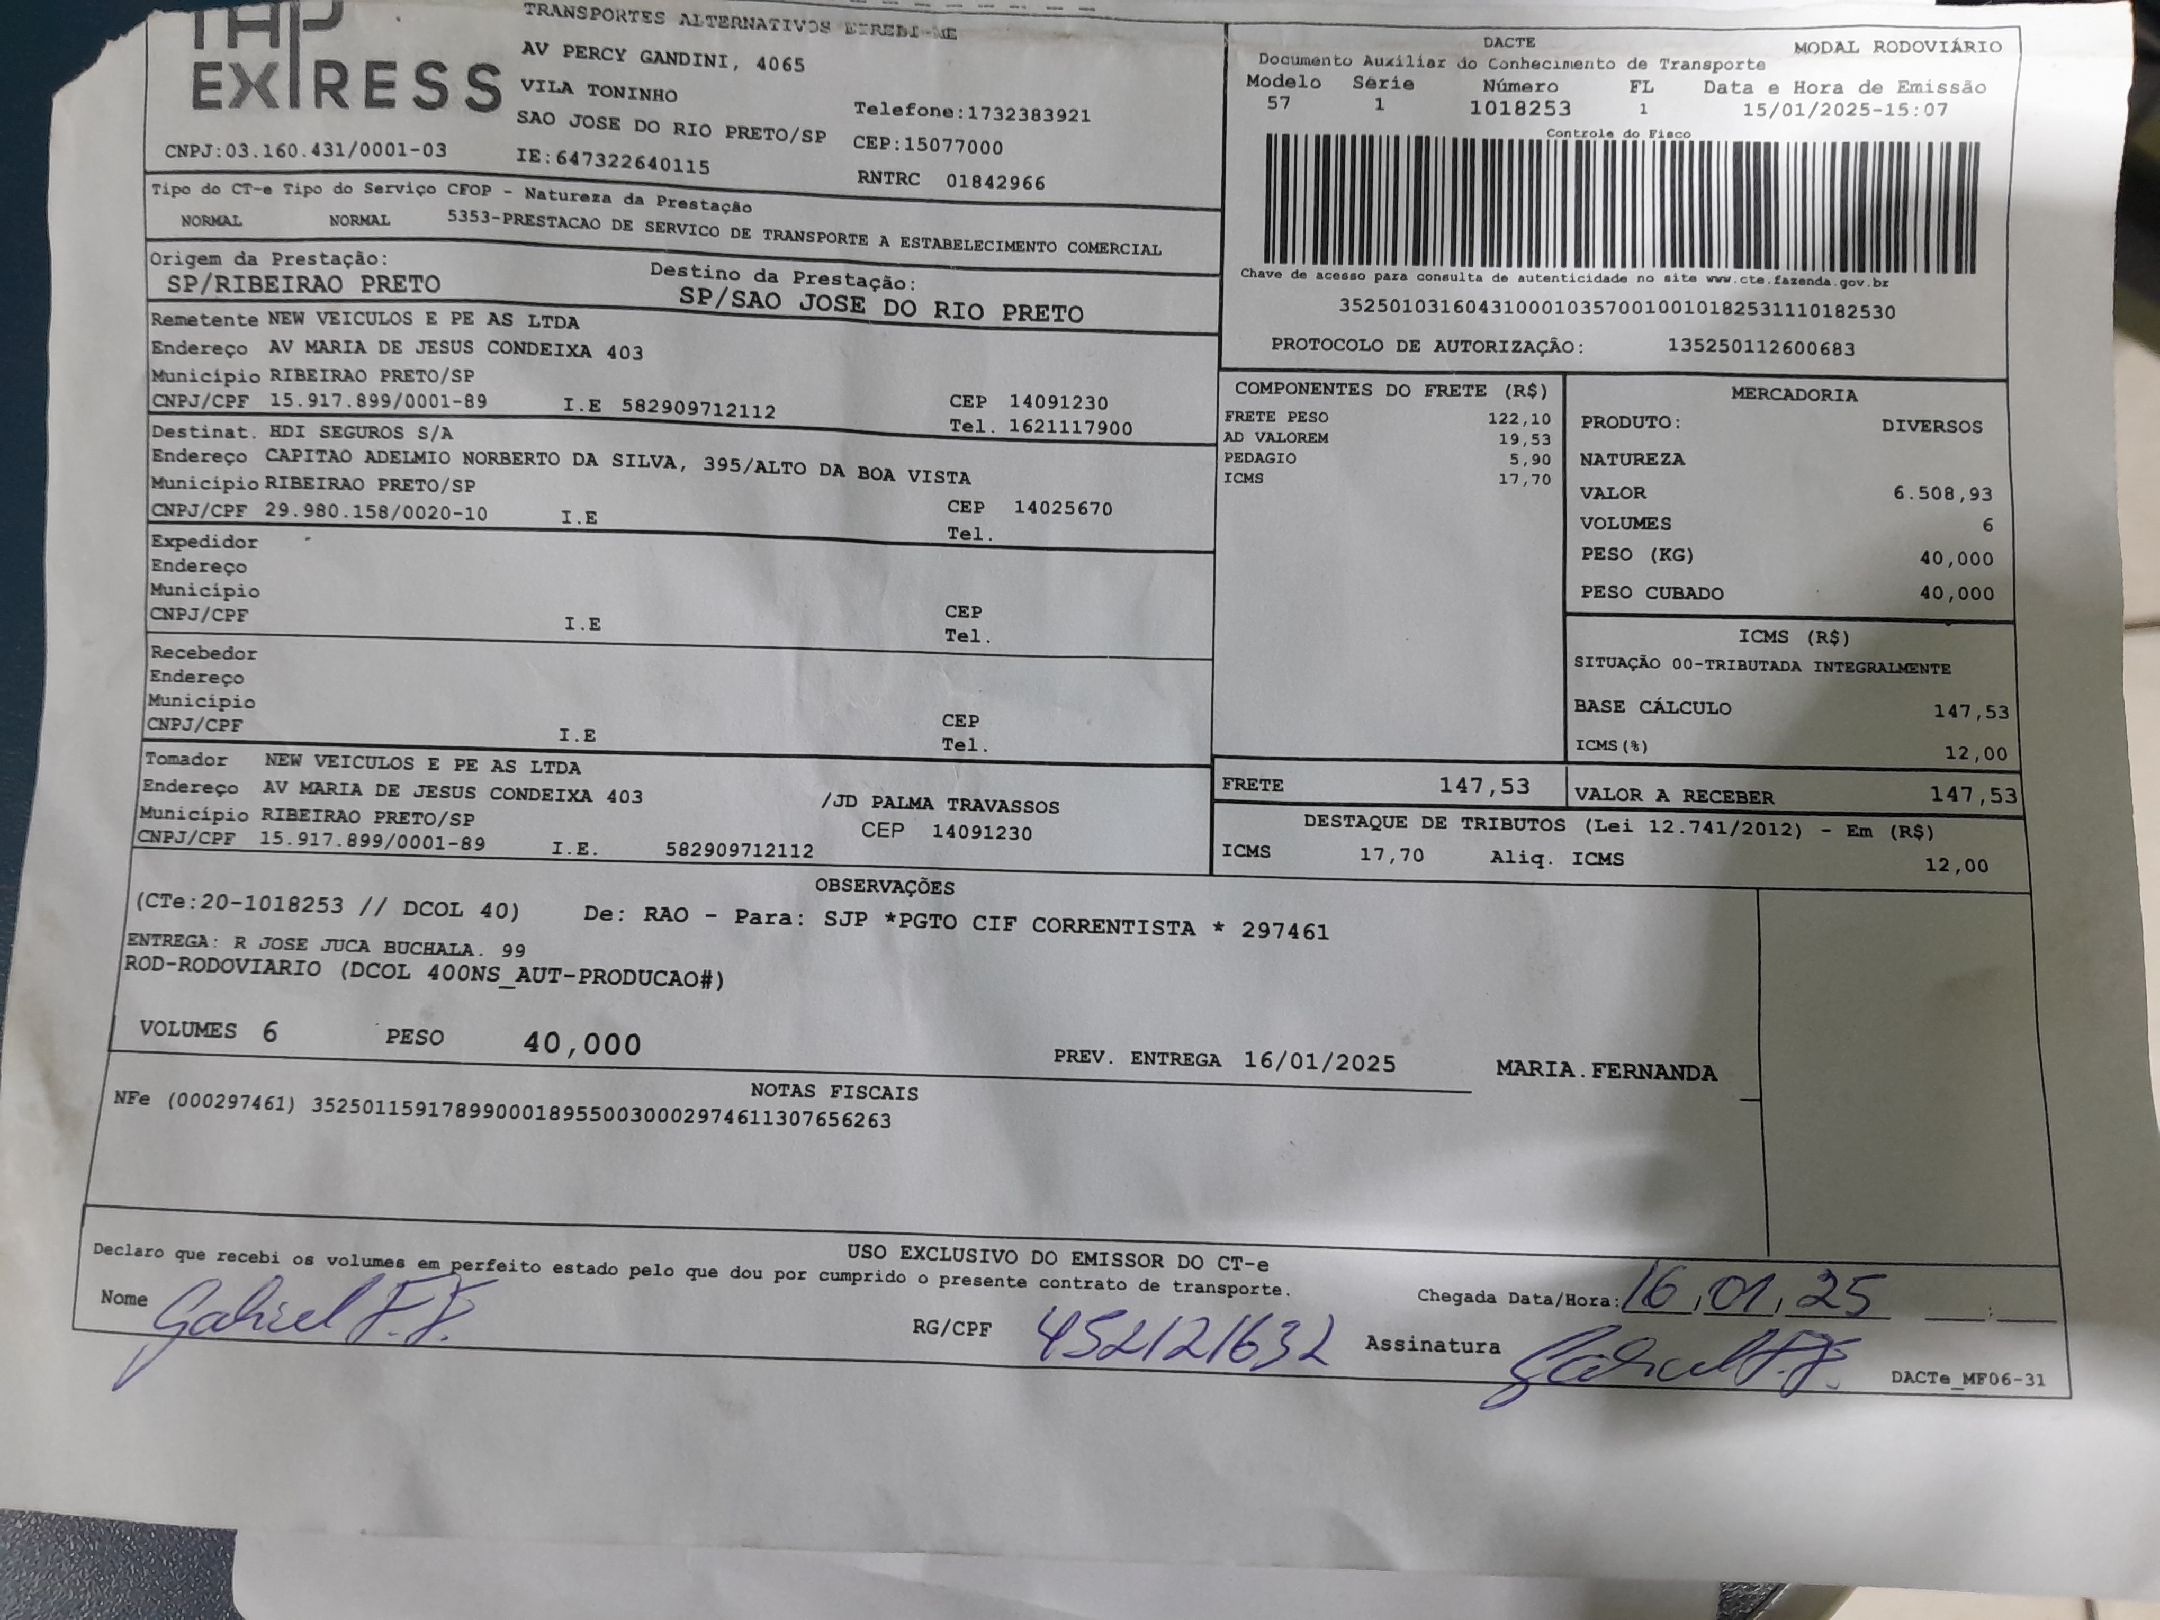 TAP
EXPRESS
TRANSPORTES ALTERNATIVOS
AV PERCY GANDINI, 4065
VILA TONINHO
Telefone:1732383921
SAO JOSE DO RIO PRETO/SP CEP:15077000
CNPJ:03.160.431/0001-03 IE:647322640115 RNTRC 01842966
DACTE MODAL RODOVIÁRIO
Documento Auxiliar do Conhecimento de Transporte
Modelo Série Número FL Data e Hora de Emissão
57 1 1018253 1 15/01/2025-15:07
Controle do Fisco
Chave de acesso para consulta de autenticidade no site www.cte.fazenda.gov.br
35250103160431000103570010010182531110182530
PROTOCOLO DE AUTORIZAÇÃO: 135250112600683
Tipo do CT-e Tipo do Serviço CFOP - Natureza da Prestação
NORMAL NORMAL 5353-PRESTACAO DE SERVICO DE TRANSPORTE A ESTABELECIMENTO COMERCIAL
Origem da Prestação: Destino da Prestação:
SP/RIBEIRAO PRETO SP/SAO JOSE DO RIO PRETO
Remetente NEW VEICULOS E PE AS LTDA
Endereço AV MARIA DE JESUS CONDEIXA 403
Município RIBEIRAO PRETO/SP
CNPJ/CPF 15.917.899/0001-89 I.E 582909712112 CEP 14091230
Tel. 1621117900
Destinat. HDI SEGUROS S/A
Endereço CAPITAO ADELMIO NORBERTO DA SILVA, 395/ALTO DA BOA VISTA
Município RIBEIRAO PRETO/SP
CNPJ/CPF 29.980.158/0020-10 I.E CEP 14025670
Tel.
Expedidor
Endereço
Município
CNPJ/CPF I.E CEP
Tel.
Recebedor
Endereço
Município
CNPJ/CPF I.E CEP
Tel.
Tomador NEW VEICULOS E PE AS LTDA
Endereço AV MARIA DE JESUS CONDEIXA 403 /JD PALMA TRAVASSOS
Município RIBEIRAO PRETO/SP CEP 14091230
CNPJ/CPF 15.917.899/0001-89 I.E. 582909712112
COMPONENTES DO FRETE (R$)
FRETE PESO 122,10
AD VALOREM 19,53
PEDAGIO 5,90
ICMS 17,70
MERCADORIA
PRODUTO: DIVERSOS
NATUREZA
VALOR 6.508,93
VOLUMES 6
PESO (KG) 40,000
PESO CUBADO 40,000
ICMS (R$)
SITUAÇÃO 00-TRIBUTADA INTEGRALMENTE
BASE CÁLCULO 147,53
ICMS(%) 12,00
FRETE 147,53 VALOR A RECEBER 147,53
DESTAQUE DE TRIBUTOS (Lei 12.741/2012) - Em (R$)
ICMS 17,70 Aliq. ICMS 12,00
OBSERVAÇÕES
(CTe:20-1018253 // DCOL 40) De: RAO - Para: SJP *PGTO CIF CORRENTISTA * 297461
ENTREGA: R JOSE JUCA BUCHALA. 99
ROD-RODOVIARIO (DCOL 400NS_AUT-PRODUCAO#)
VOLUMES 6 PESO 40,000 PREV. ENTREGA 16/01/2025 MARIA.FERNANDA
NOTAS FISCAIS
NFe (000297461) 35250115917899000189550030002974611307656263
USO EXCLUSIVO DO EMISSOR DO CT-e
Declaro que recebi os volumes em perfeito estado pelo que dou por cumprido o presente contrato de transporte.
Nome Gabriel F.F. RG/CPF 452121632 Chegada Data/Hora: 16,01,25 :
Assinatura Gabriel F.F.
DACTe_MF06-31